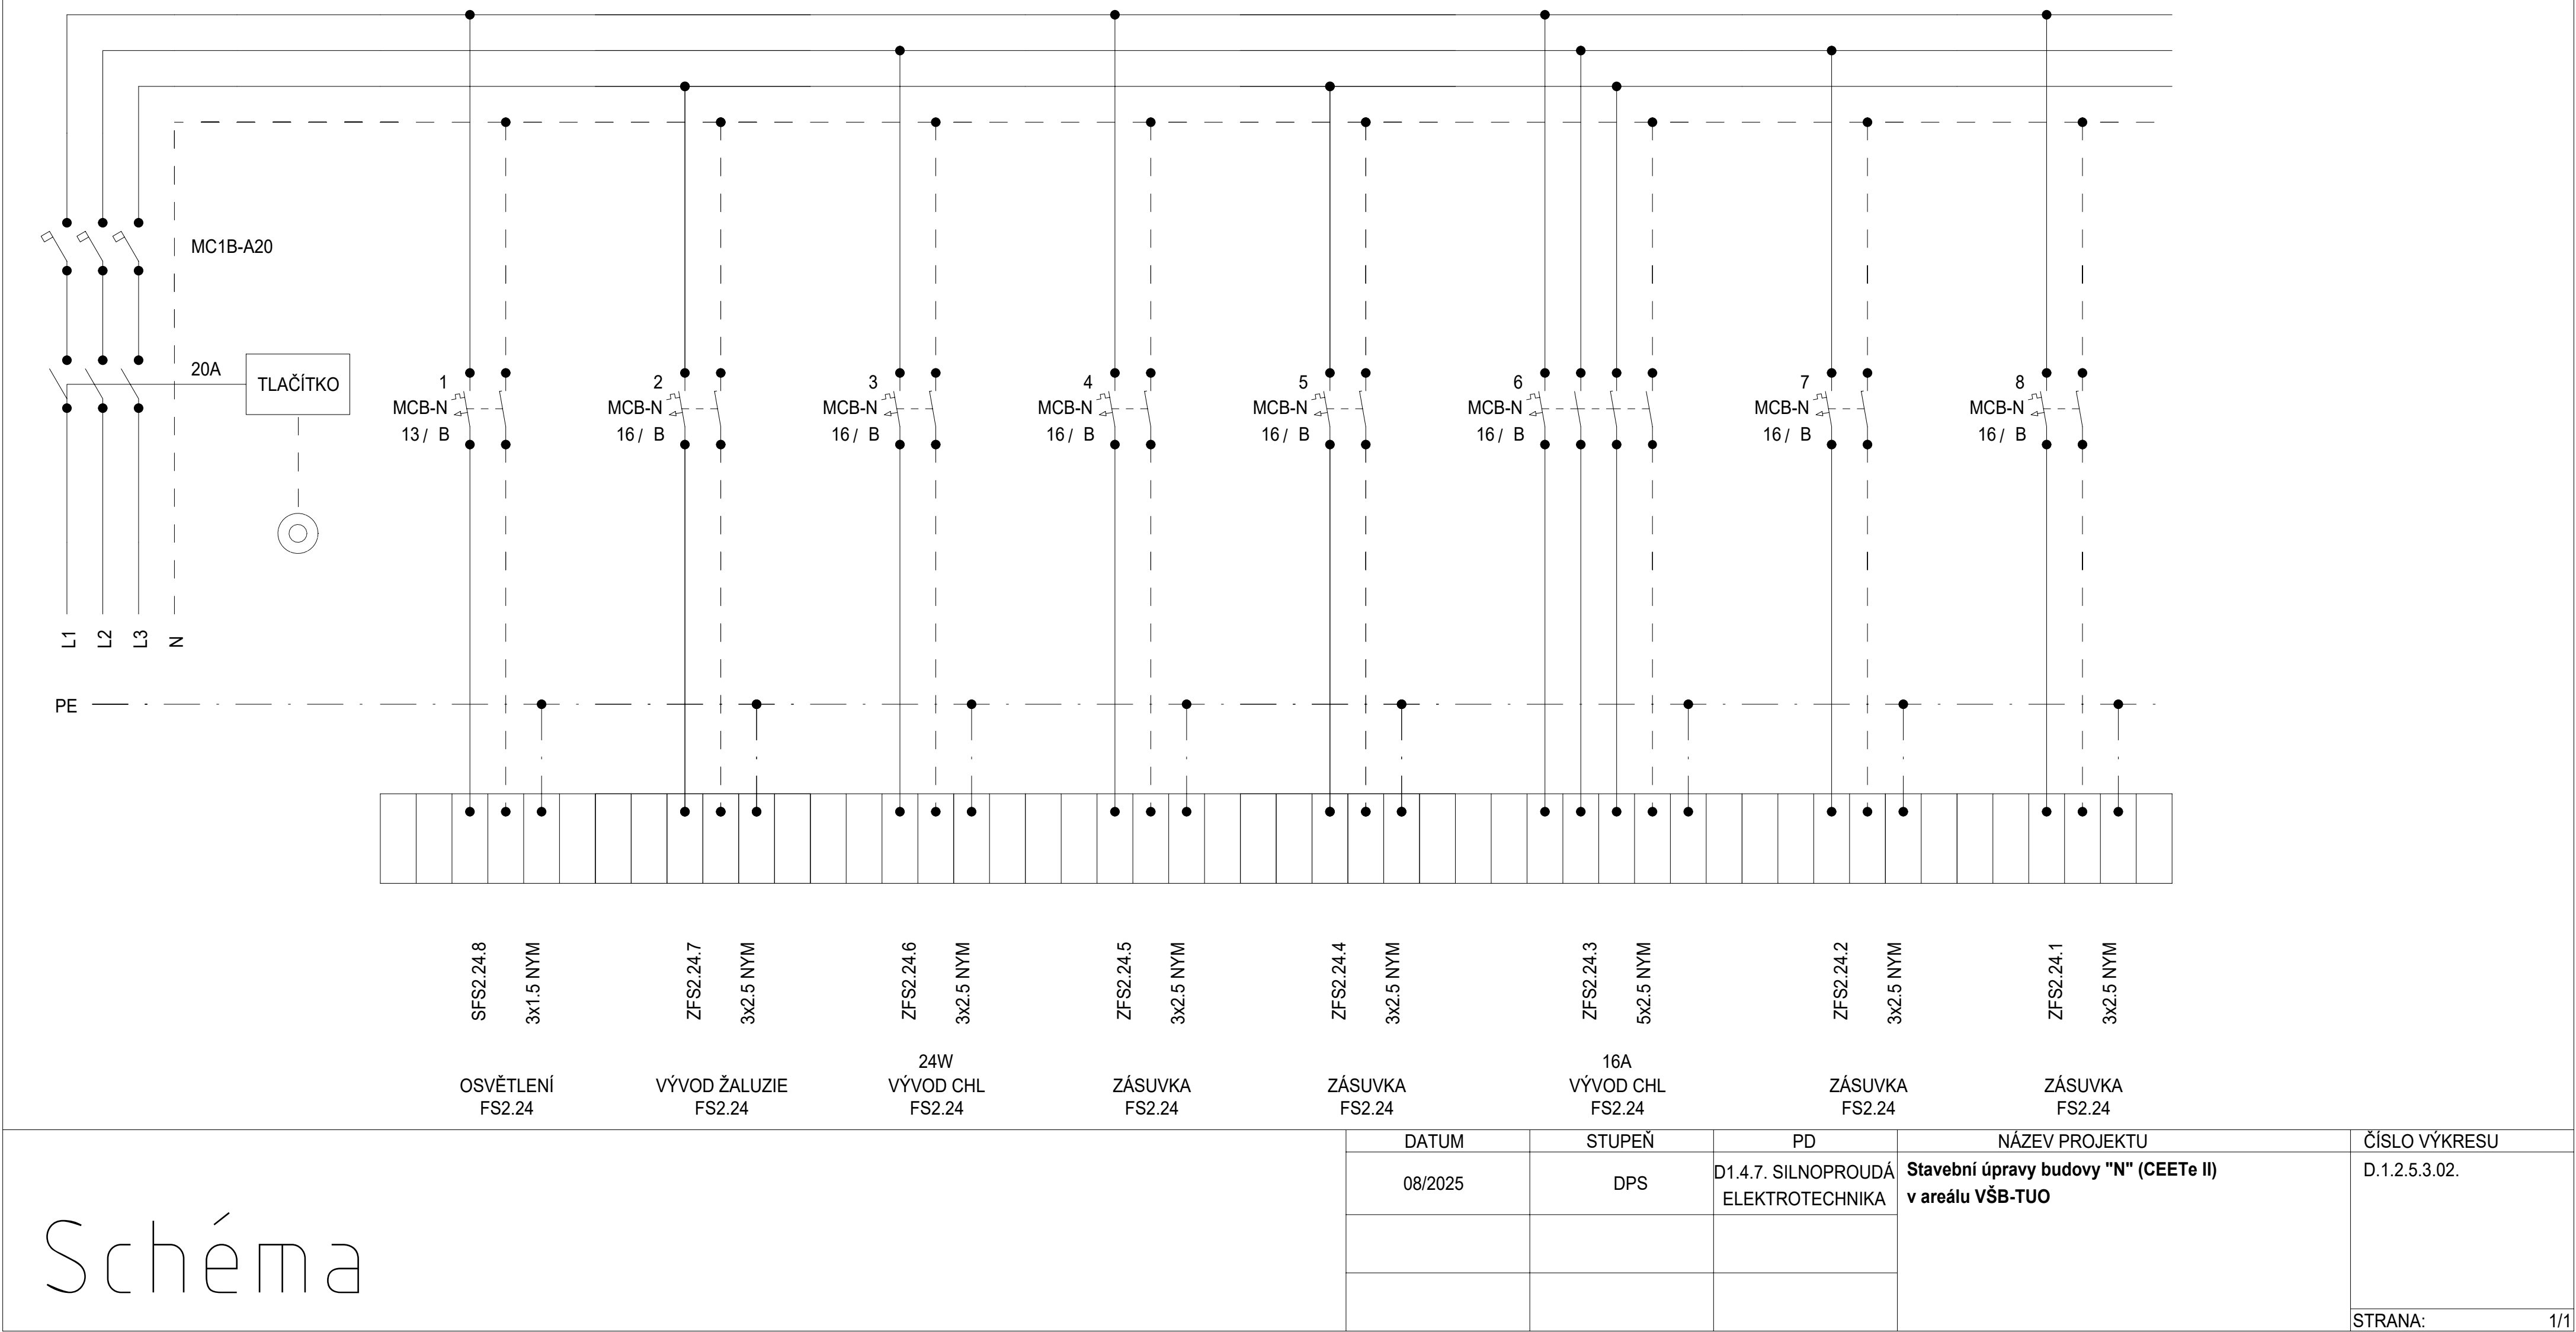 MC1B-A20
20A
TLAČÍTKO
1
MCB-N
13 / B
2
MCB-N
16 / B
3
MCB-N
16 / B
4
MCB-N
16 / B
5
MCB-N
16 / B
6
MCB-N
16 / B
7
MCB-N
16 / B
8
MCB-N
16 / B
L1
L2
L3
N
PE
SFS2.24.8
3x1.5 NYM
OSVĚTLENÍ
FS2.24
ZFS2.24.7
3x2.5 NYM
VÝVOD ŽALUZIE
FS2.24
ZFS2.24.6
3x2.5 NYM
24W
VÝVOD CHL
FS2.24
ZFS2.24.5
3x2.5 NYM
ZÁSUVKA
FS2.24
ZFS2.24.4
3x2.5 NYM
ZÁSUVKA
FS2.24
ZFS2.24.3
5x2.5 NYM
16A
VÝVOD CHL
FS2.24
ZFS2.24.2
3x2.5 NYM
ZÁSUVKA
FS2.24
ZFS2.24.1
3x2.5 NYM
ZÁSUVKA
FS2.24
Schéma
DATUM
08/2025
STUPEŇ
DPS
PD
D1.4.7. SILNOPROUDÁ
ELEKTROTECHNIKA
NÁZEV PROJEKTU
Stavební úpravy budovy "N" (CEETe II)
v areálu VŠB-TUO
ČÍSLO VÝKRESU
D.1.2.5.3.02.
STRANA: 1/1